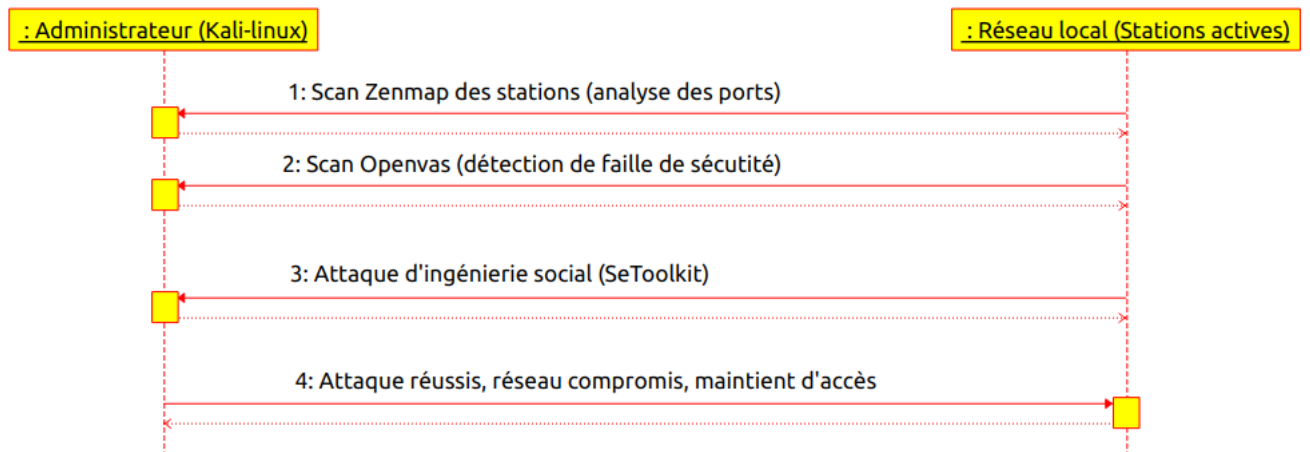 : Administrateur (Kali-linux)
: Réseau local (Stations actives)
1: Scan Zenmap des stations (analyse des ports)
2: Scan Openvas (détection de faille de sécutité)
3: Attaque d'ingénierie social (SeToolkit)
4: Attaque réussis, réseau compromis, maintient d'accès